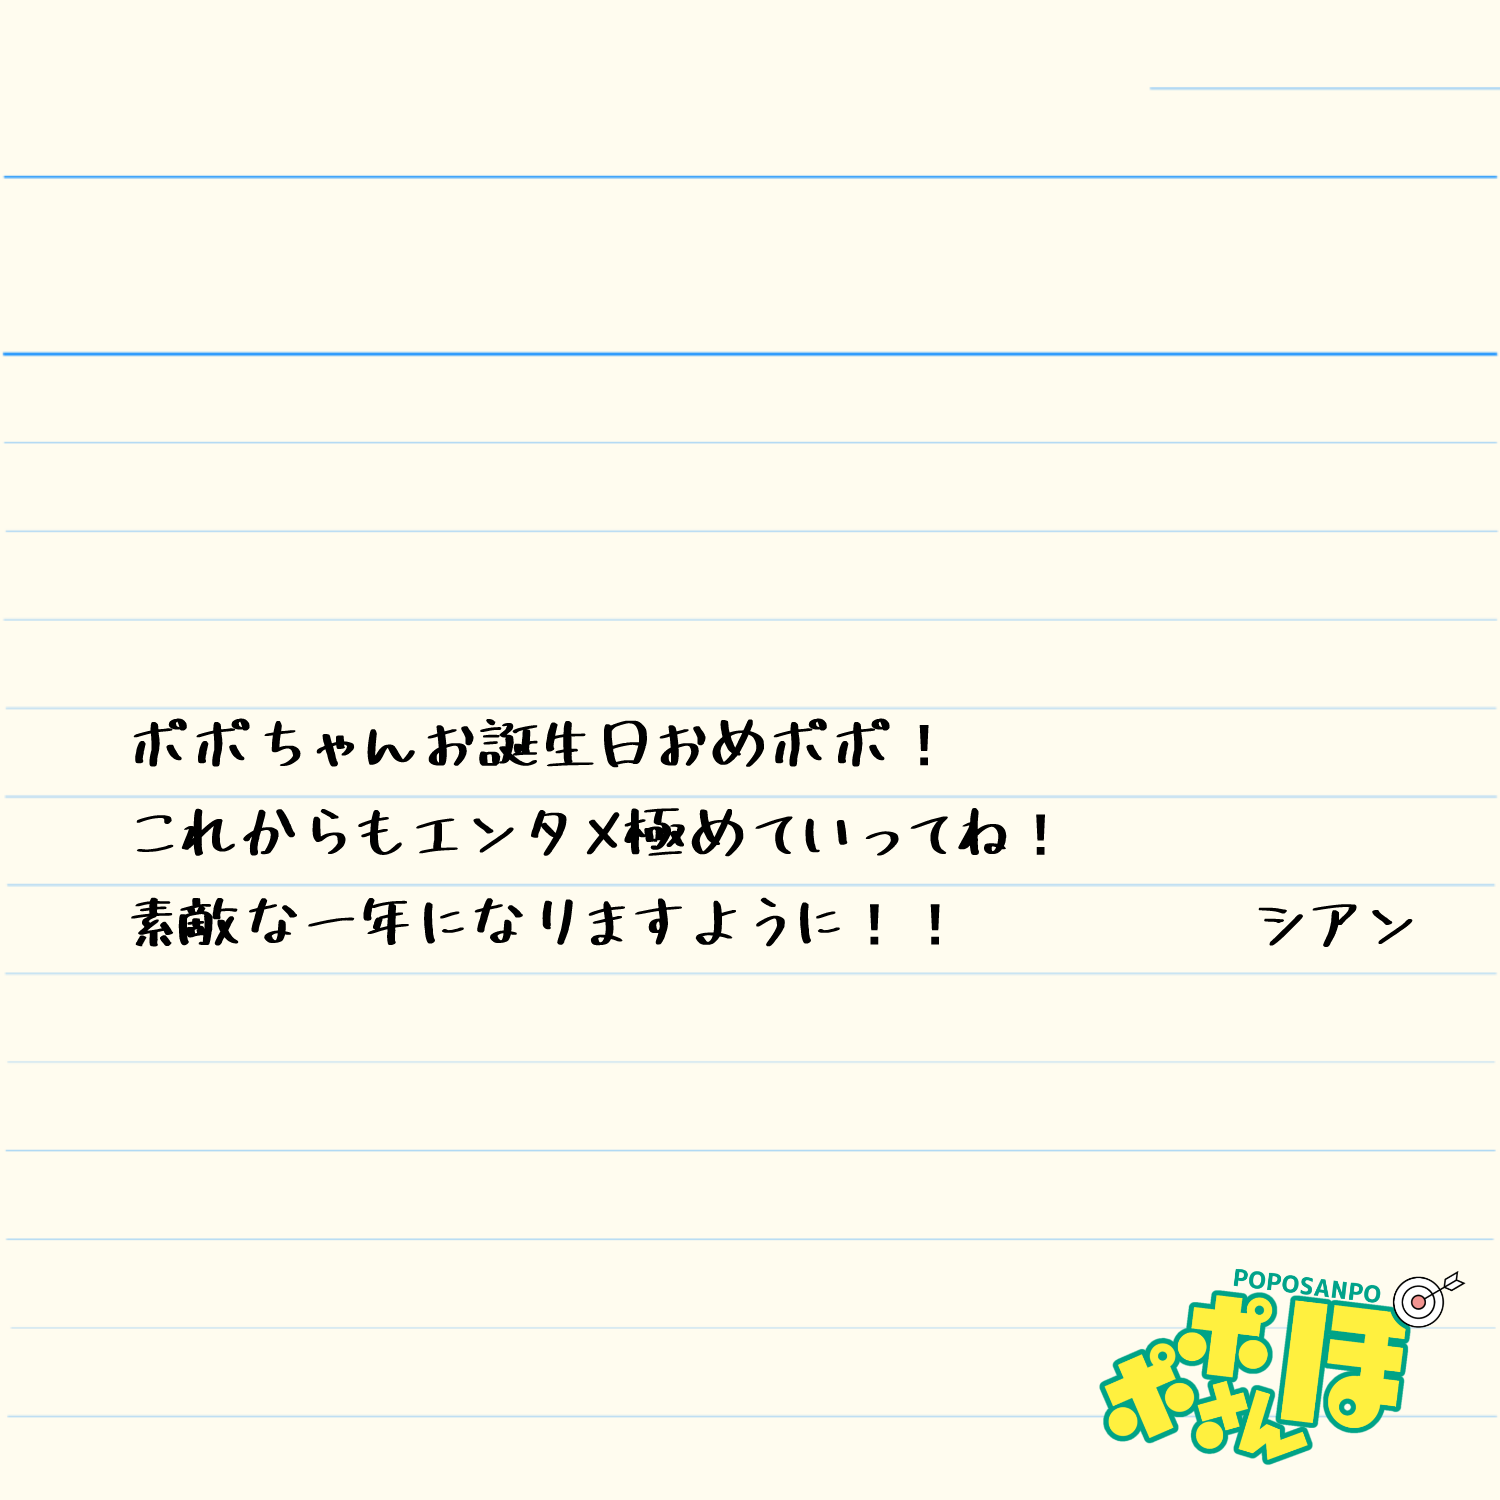 ポポちゃんお誕生日おめポポ！
これからもエンタメ極めていってね！
素敵な一年になりますように！！ シアン
POPOSANPO
ポポさんぽ